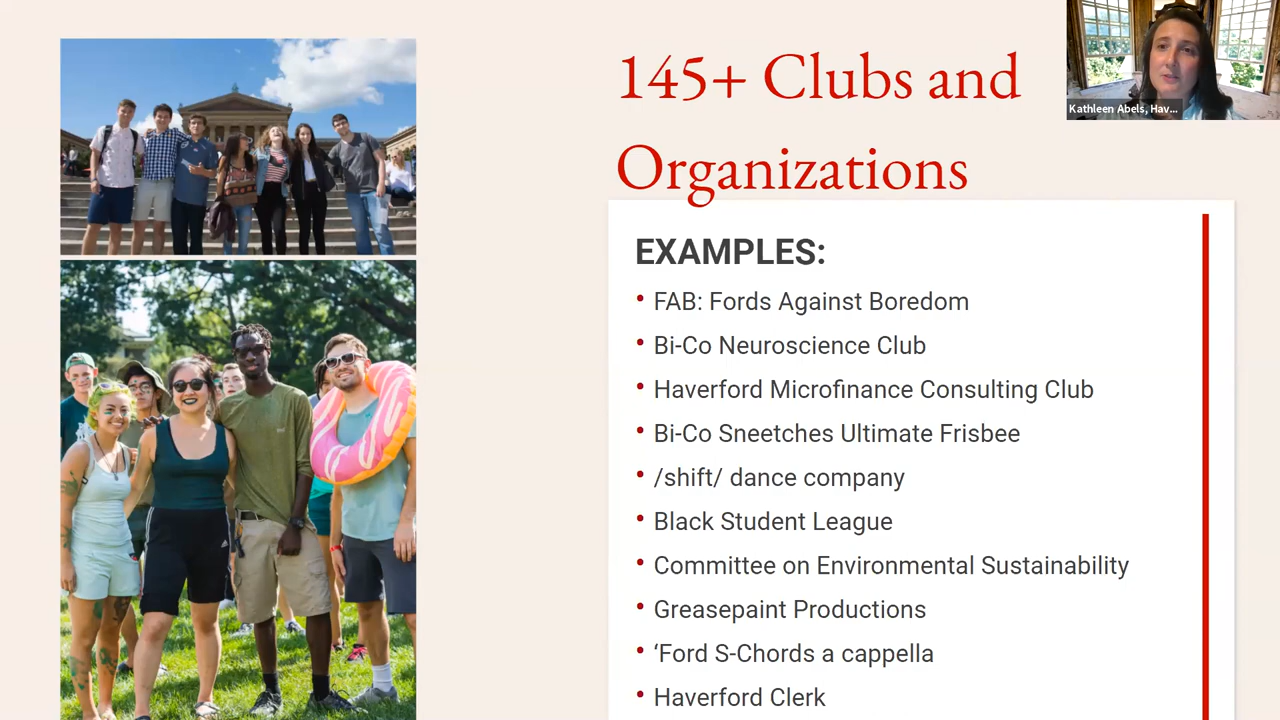 145+ Clubs and
Organizations
Kathleen Abels, Hav...
EXAMPLES:
• FAB: Fords Against Boredom
• Bi-Co Neuroscience Club
• Haverford Microfinance Consulting Club
• Bi-Co Sneetches Ultimate Frisbee
• /shift/ dance company
• Black Student League
• Committee on Environmental Sustainability
• Greasepaint Productions
• ‘Ford S-Chords a cappella
• Haverford Clerk